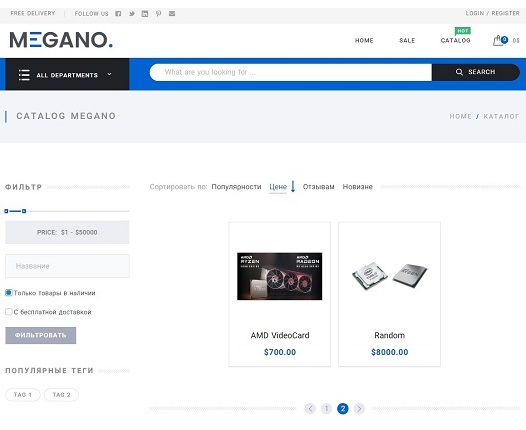 FREE DELIVERY FOLLOW US LOGIN / REGISTER
MEGANO.
HOME SALE CATALOG HOT 0 0$
ALL DEPARTMENTS What are you looking for ... SEARCH
CATALOG MEGANO HOME / КАТАЛОГ
ФИЛЬТР
Сортировать по: Популярности Цене Отзывам Новизне
PRICE: $1 - $50000
Название
Только товары в наличии
С бесплатной доставкой
ФИЛЬТРОВАТЬ
ПОПУЛЯРНЫЕ ТЕГИ
TAG 1 TAG 2
AMD RYZEN AMD RADEON
AMD VideoCard Random
$700.00 $8000.00
1 2